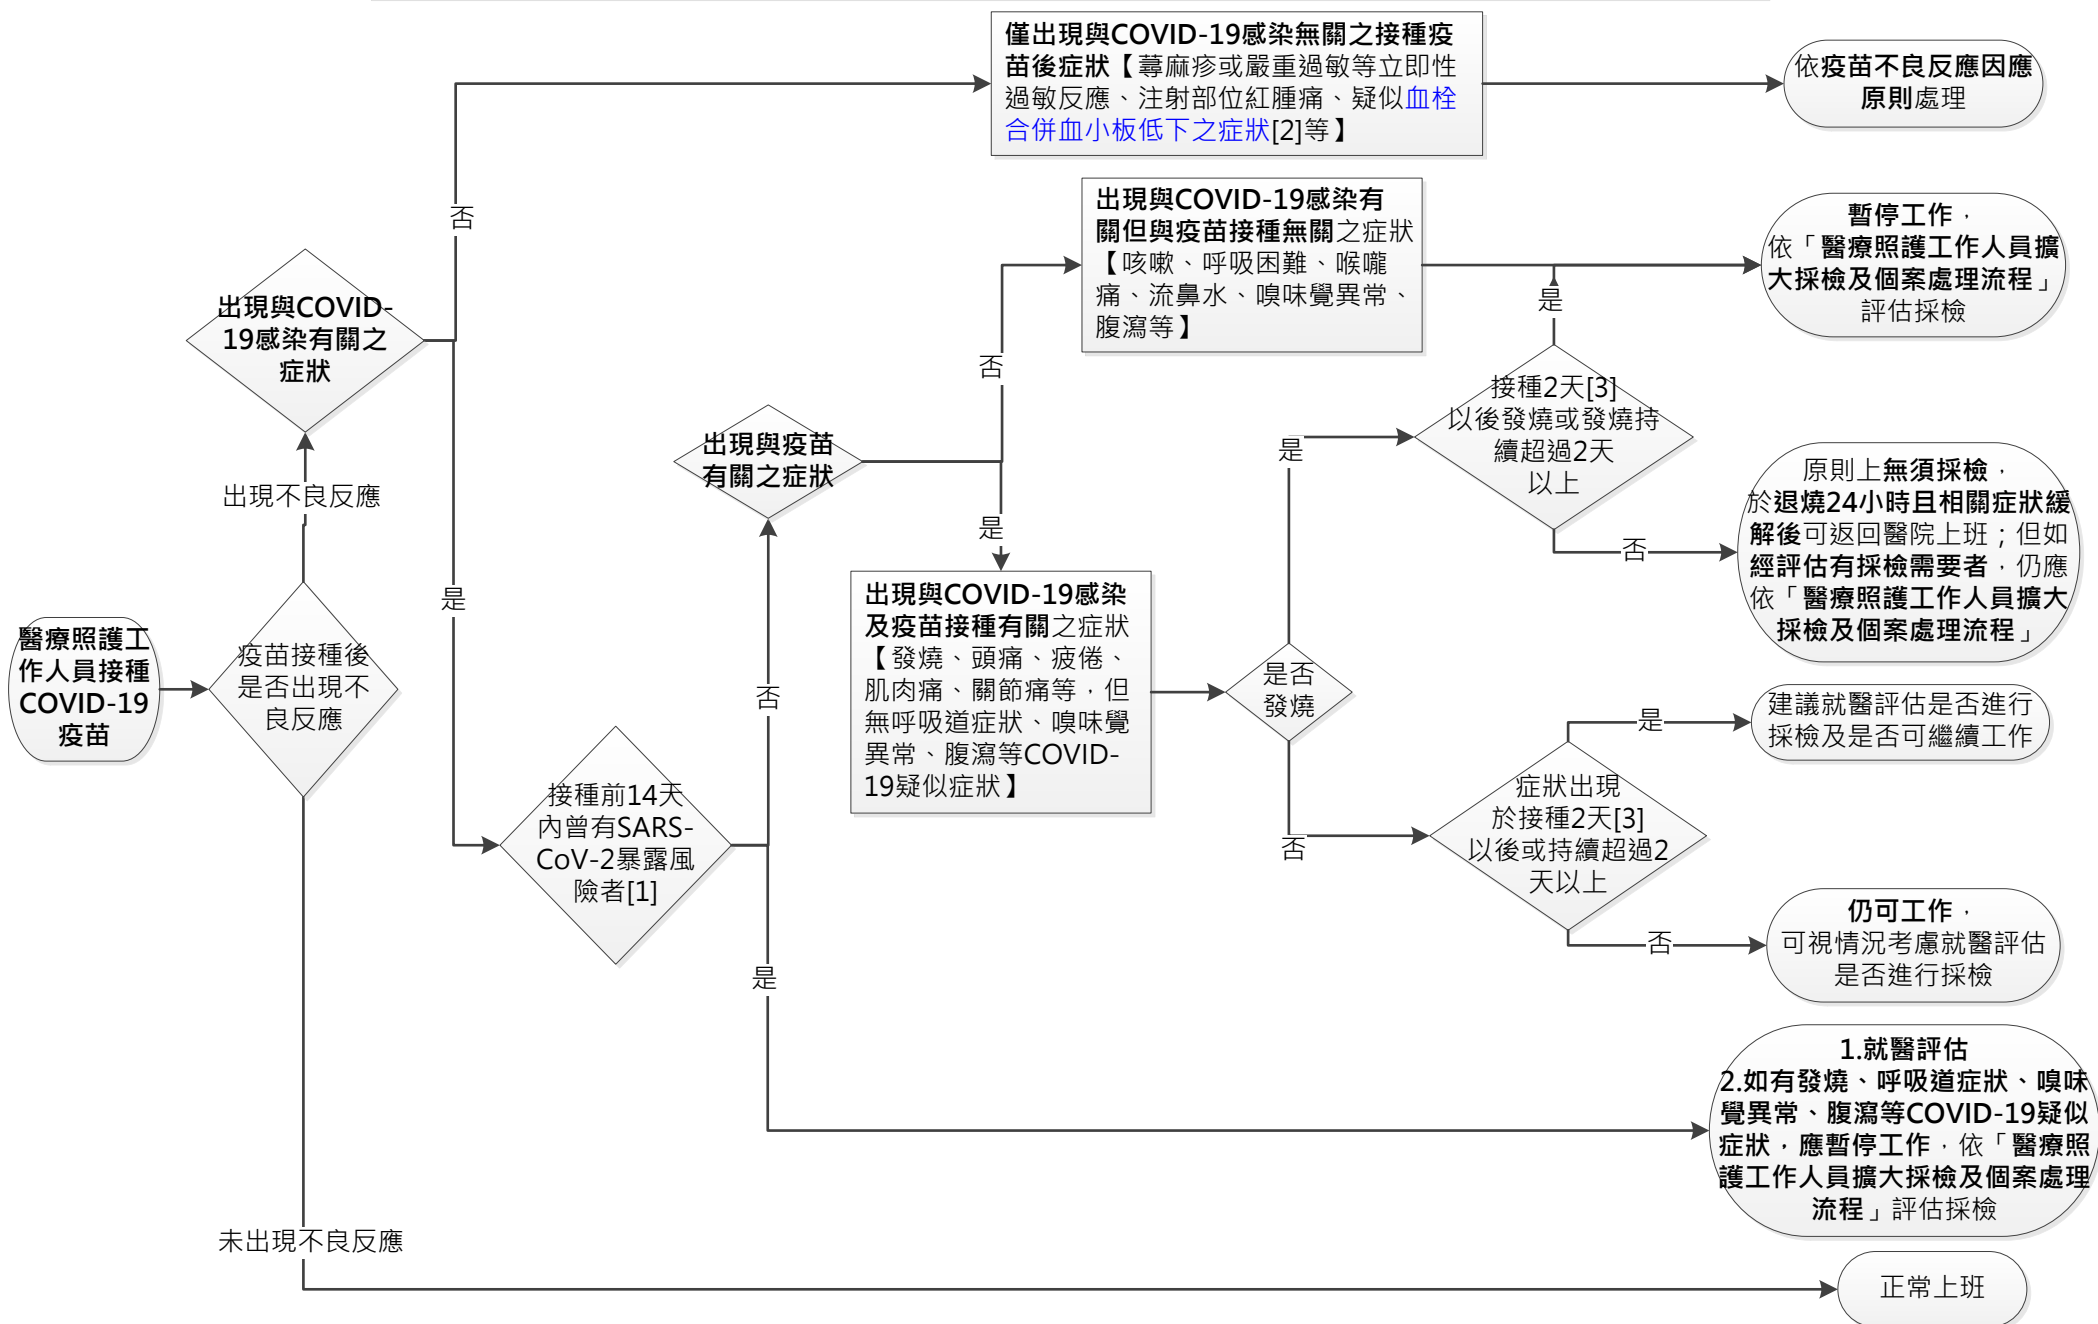 僅出現與COVID-19感染無關之接種疫
苗後症狀【蕁麻疹或嚴重過敏等立即性
過敏反應、注射部位紅腫痛、疑似血栓
合併血小板低下之症狀[2]等】
依疫苗不良反應因應
原則處理
否
出現與COVID-19感染有
關但與疫苗接種無關之症狀
【咳嗽、呼吸困難、喉嚨
痛、流鼻水、嗅味覺異常、
腹瀉等】
暫停工作，
依「醫療照護工作人員擴
大採檢及個案處理流程」
評估採檢
出現與COVID-
19感染有關之
症狀
是
否
接種2天[3]
以後發燒或發燒持
續超過2天
以上
出現與疫苗
有關之症狀
是
原則上無須採檢，
於退燒24小時且相關症狀緩
解後可返回醫院上班；但如
經評估有採檢需要者，仍應
依「醫療照護工作人員擴大
採檢及個案處理流程」
出現不良反應
是
否
是
出現與COVID-19感染
及疫苗接種有關之症狀
【發燒、頭痛、疲倦、
肌肉痛、關節痛等，但
無呼吸道症狀、嗅味覺
異常、腹瀉等COVID-
19疑似症狀】
醫療照護工
作人員接種
COVID-19
疫苗
疫苗接種後
是否出現不
良反應
是否
發燒
否
是
建議就醫評估是否進行
採檢及是否可繼續工作
接種前14天
內曾有SARS-
CoV-2暴露風
險者[1]
症狀出現
於接種2天[3]
以後或持續超過2
天以上
否
仍可工作，
可視情況考慮就醫評估
是否進行採檢
否
是
1.就醫評估
2.如有發燒、呼吸道症狀、嗅味
覺異常、腹瀉等COVID-19疑似
症狀，應暫停工作，依「醫療照
護工作人員擴大採檢及個案處理
流程」評估採檢
未出現不良反應
正常上班